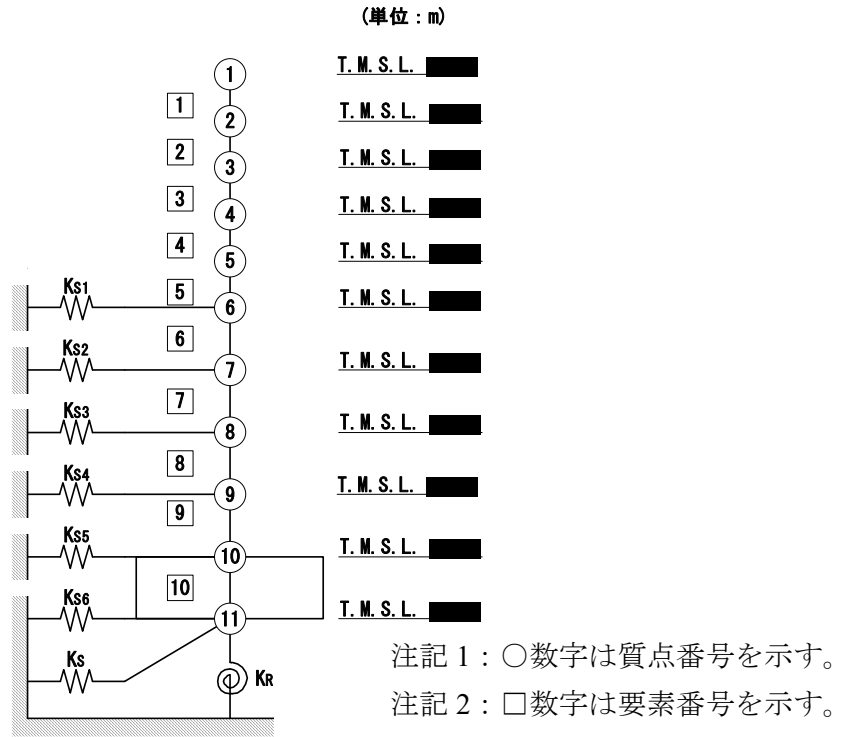 (単位:m)
① T.M.S.L.
1
② T.M.S.L.
2
③ T.M.S.L.
3
④ T.M.S.L.
4
⑤ T.M.S.L.
KS1 5 ⑥ T.M.S.L.
6
KS2 ⑦ T.M.S.L.
7
KS3 ⑧ T.M.S.L.
8
KS4 ⑨ T.M.S.L.
9
KS5 ⑩ T.M.S.L.
10
KS6 ⑪ T.M.S.L.
KS KR
注記1:○数字は質点番号を示す。
注記2:□数字は要素番号を示す。